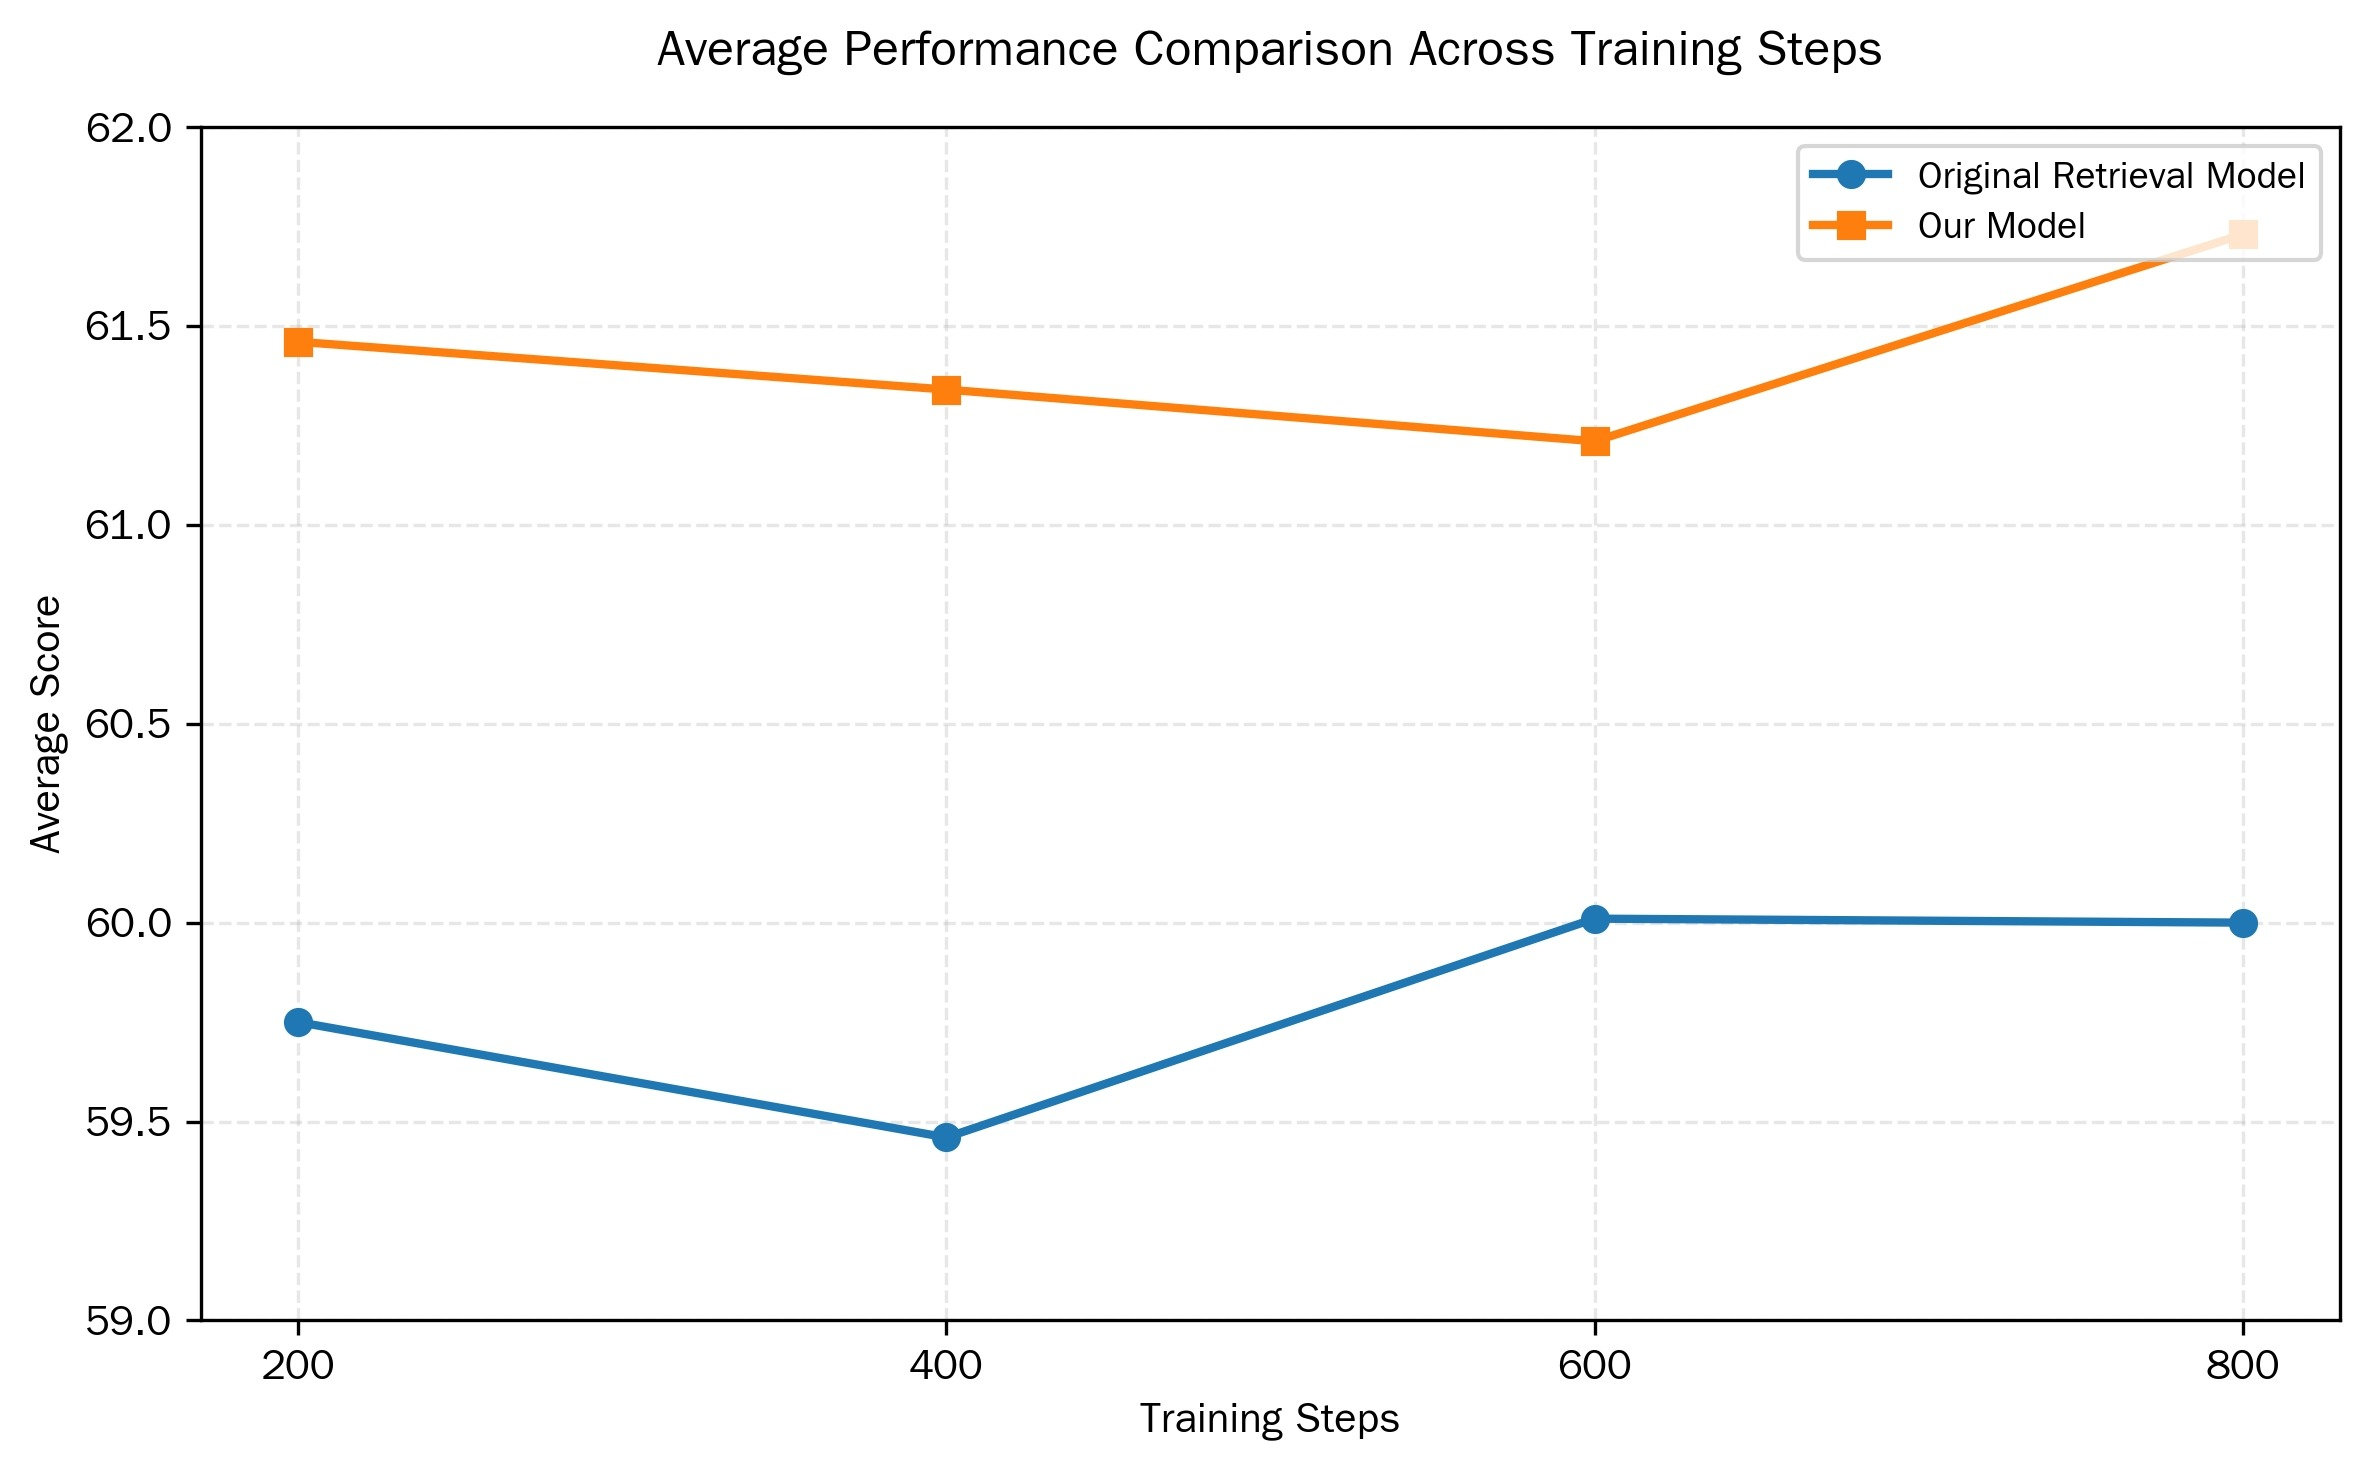 Average Performance Comparison Across Training Steps
Original Retrieval Model
Our Model
Average Score
62.0
61.5
61.0
60.5
60.0
59.5
59.0
200 400 600 800
Training Steps